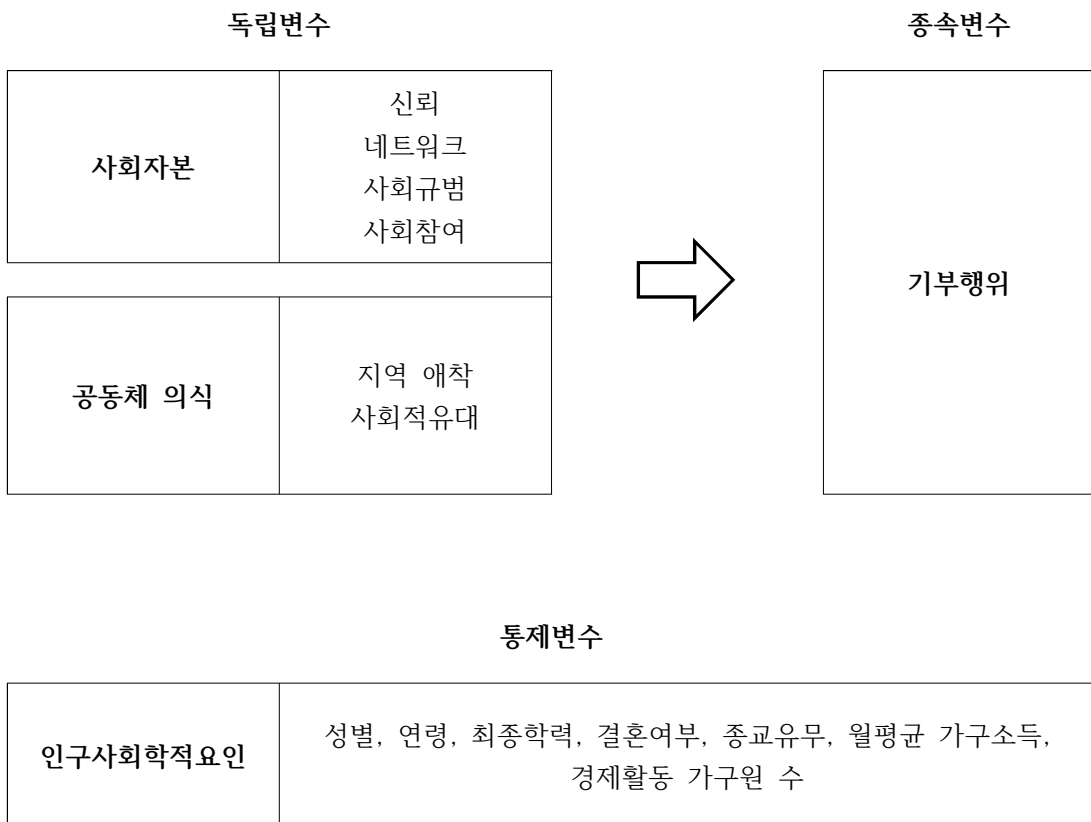 독립변수
종속변수
사회자본
신뢰
네트워크
사회규범
사회참여
기부행위
공동체 의식
지역 애착
사회적유대
통제변수
인구사회학적요인
성별, 연령, 최종학력, 결혼여부, 종교유무, 월평균 가구소득,
경제활동 가구원 수